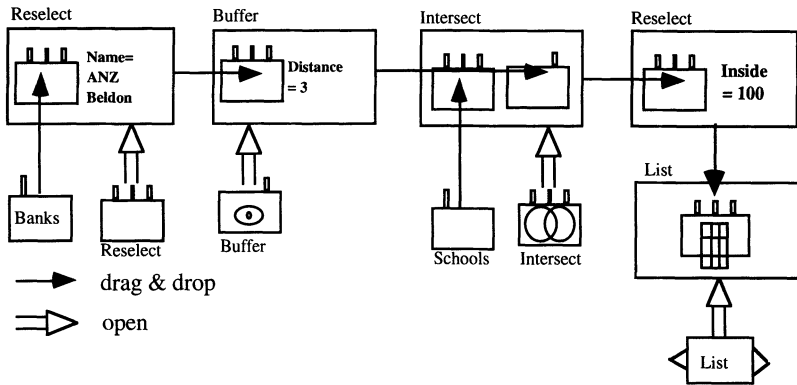 Reselect
Name=
ANZ
Beldon
Banks
Reselect
Buffer
Distance
= 3
Buffer
Intersect
Schools
Intersect
Reselect
Inside
= 100
List
List
drag & drop
open